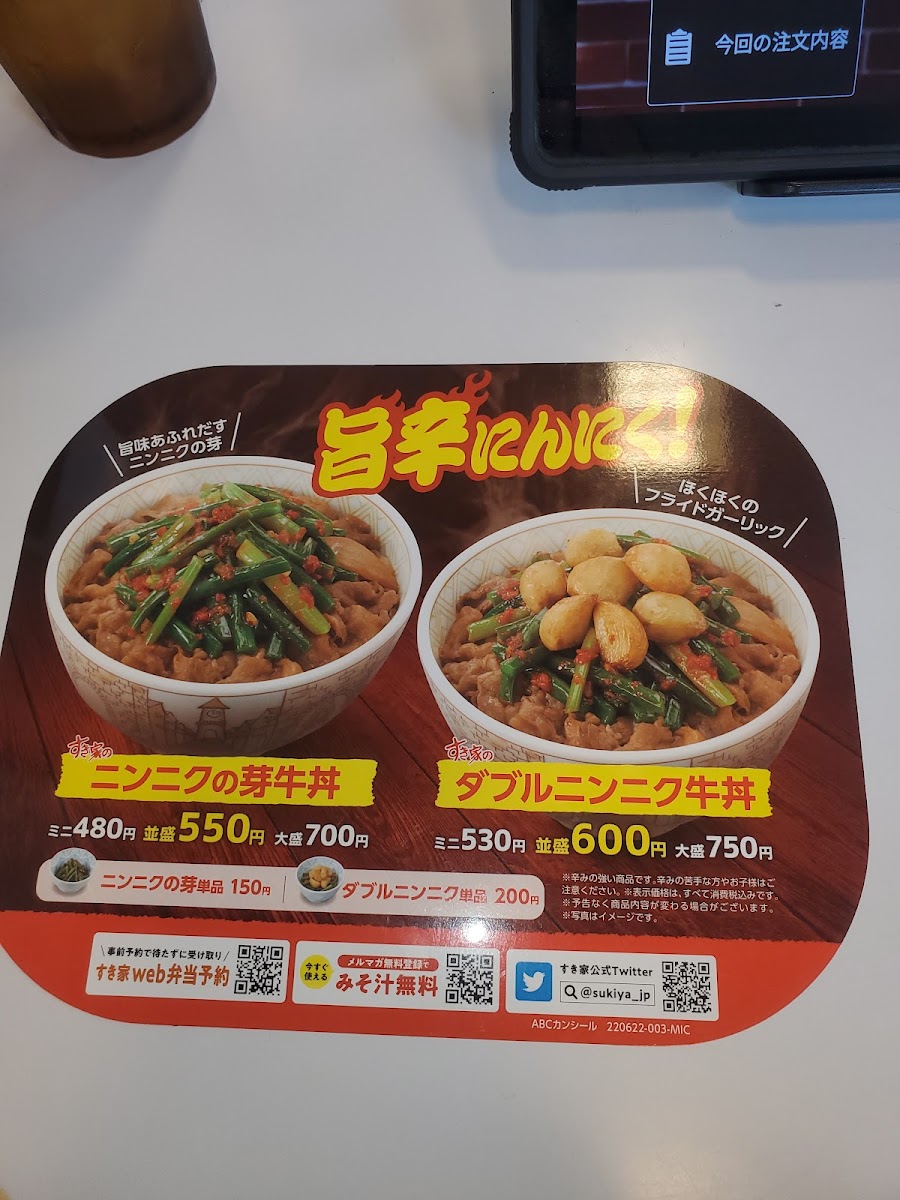 今回の注文内容
旨辛にんにく!
旨味あふれだす
ニンニクの芽
ほくほくの
フライドガーリック
すき家の
ニンニクの芽牛丼
ミニ480円 並盛550円 大盛700円
すき家の
ダブルニンニク牛丼
ミニ530円 並盛600円 大盛750円
ニンニクの芽単品 150円
ダブルニンニク単品 200円
※辛みの強い商品です。辛みの苦手な方やお子様はご
注意ください。※表示価格は、すべて消費税込みです。
※予告なく商品内容が変わる場合がございます。
※写真はイメージです。
事前予約で待たずに受け取り
すき家web弁当予約
今すぐ
使える
メルマガ無料登録で
みそ汁無料
すき家公式Twitter
@sukiya_jp
ABCカンシール 220622-003-MIC